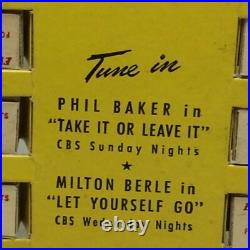 Tune in
PHIL BAKER in
"TAKE IT OR LEAVE IT"
CBS Sunday Nights
★
MILTON BERLE in
"LET YOURSELF GO"
CBS Wednesday Nights